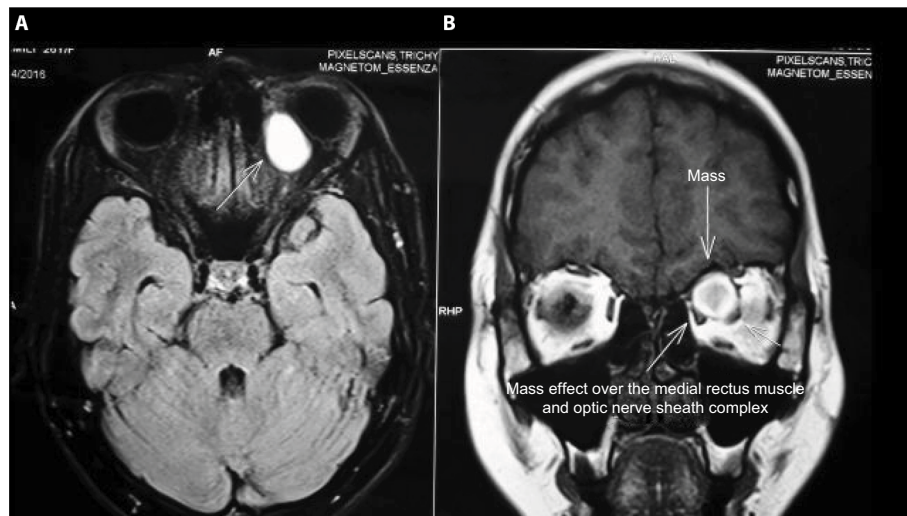 A
B
26Y/F
4/2016
AF
PIXELSCANS,TRICHY
MAGNETOM_ESSENZA
PIXELSCANS,TRIC
MAGNETOM_ESSEN
Mass
RHP
Mass effect over the medial rectus muscle
and optic nerve sheath complex